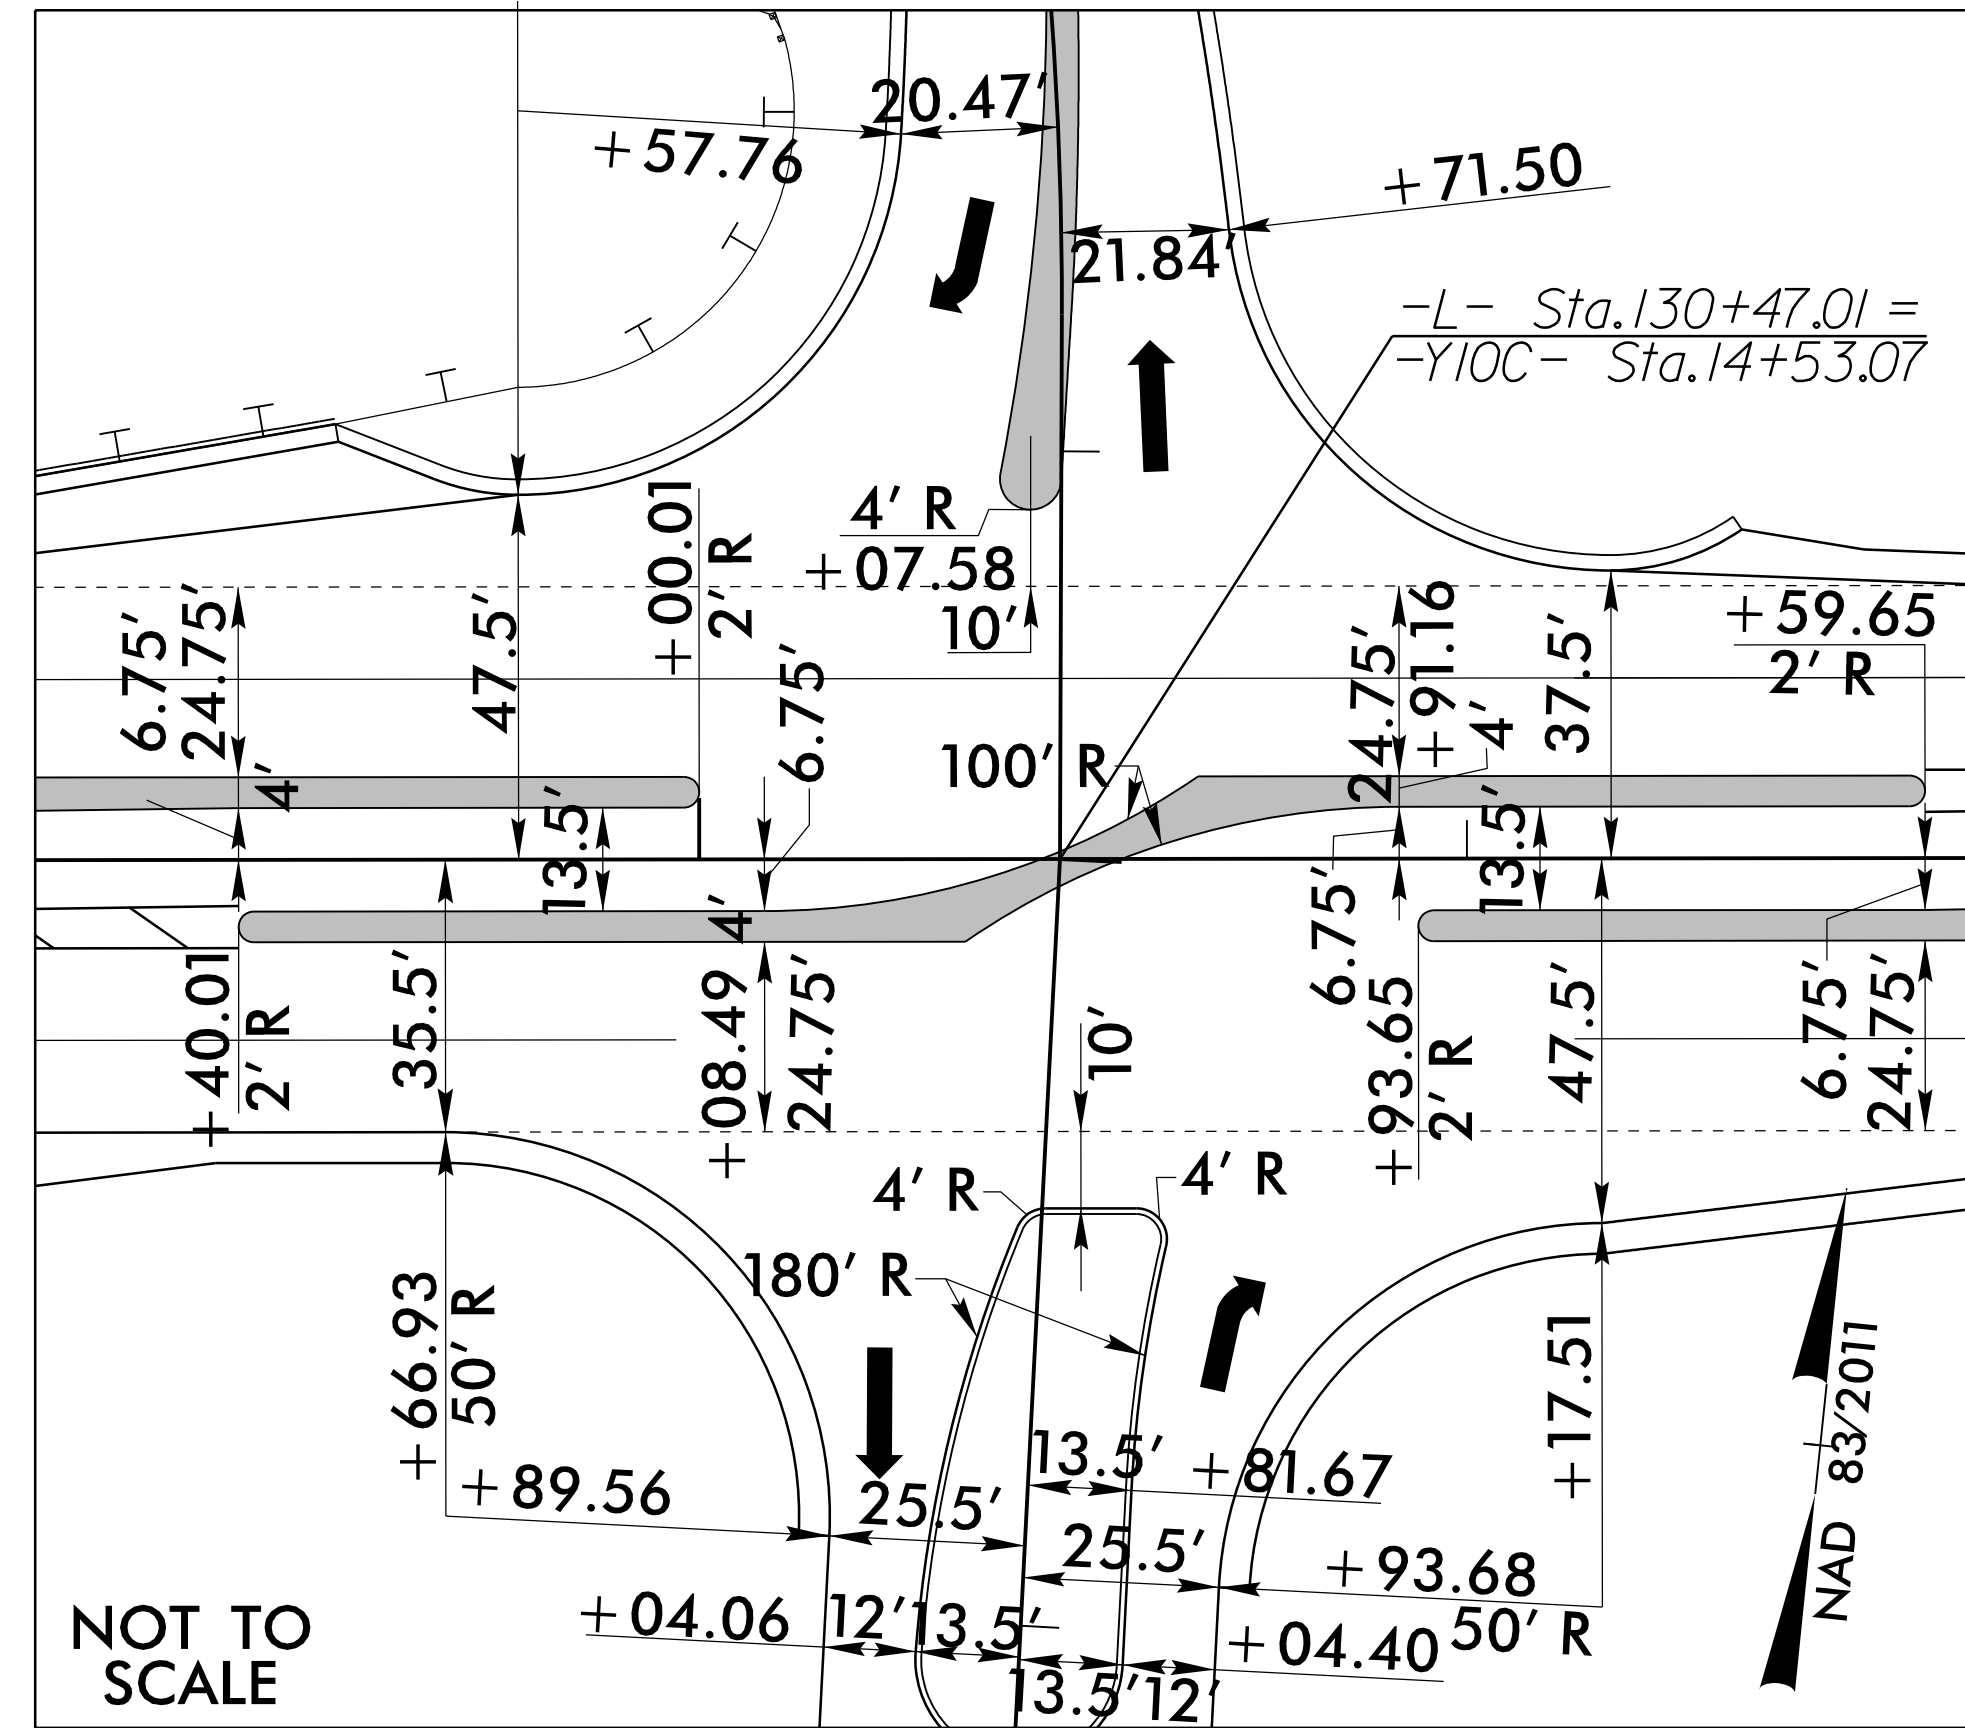 20.47'
+57.76
+71.50
21.84'
-L- Sta.130+47.01 =
-Y10C- Sta.14+53.07
4' R
+07.58
10'
+00.01
2' R
6.75'
24.75'
4'
47.5'
6.75'
13.5'
100' R
24.75'
+91.16
4'
37.5'
+59.65
2' R
13.5'
4'
+40.01
2' R
35.5'
+08.49
24.75'
10'
6.75'
+93.65
2' R
47.5'
6.75'
24.75'
4' R
4' R
180' R
+66.93
50' R
+17.51
13.5'
+81.67
+89.56
25.5'
25.5'
+93.68
50' R
+04.06 12' 13.5'
13.5' 12'
+04.40
NAD 83/2011
NOT TO
SCALE